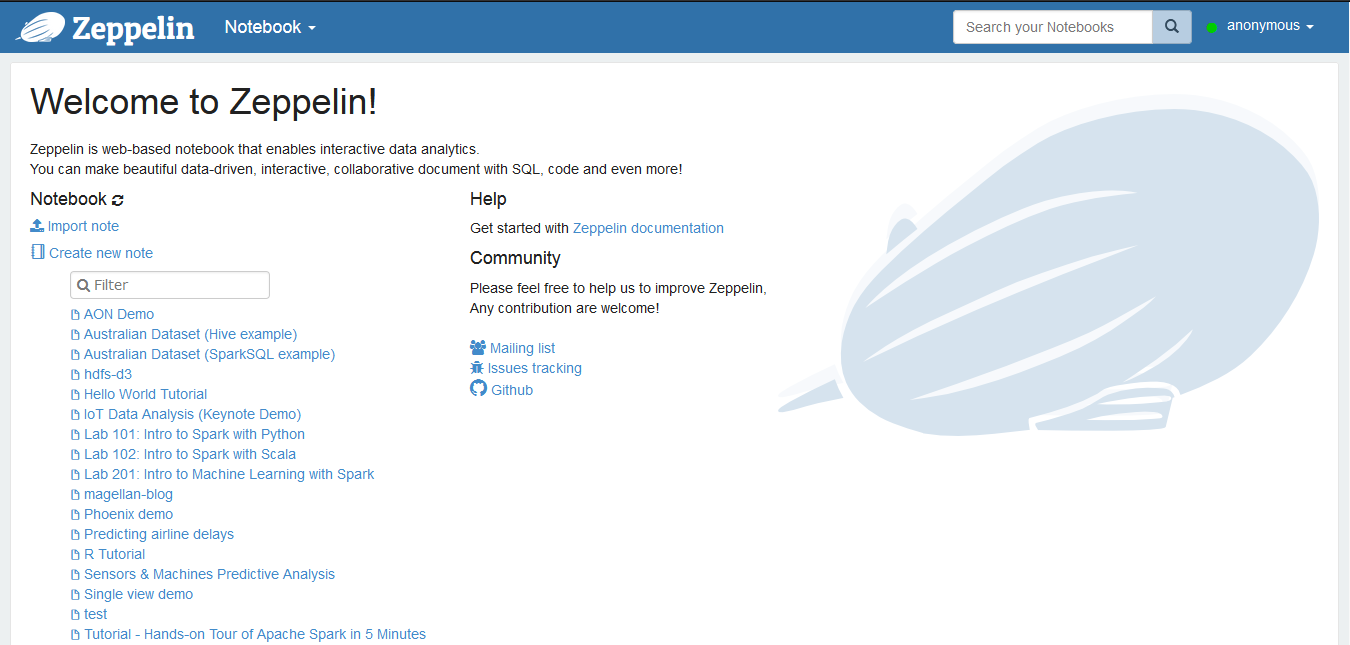 Zeppelin Notebook Search your Notebooks anonymous
Welcome to Zeppelin!
Zeppelin is web-based notebook that enables interactive data analytics.
You can make beautiful data-driven, interactive, collaborative document with SQL, code and even more!
Notebook
Import note
Create new note
Filter
AON Demo
Australian Dataset (Hive example)
Australian Dataset (SparkSQL example)
hdfs-d3
Hello World Tutorial
IoT Data Analysis (Keynote Demo)
Lab 101: Intro to Spark with Python
Lab 102: Intro to Spark with Scala
Lab 201: Intro to Machine Learning with Spark
magellan-blog
Phoenix demo
Predicting airline delays
R Tutorial
Sensors & Machines Predictive Analysis
Single view demo
test
Tutorial - Hands-on Tour of Apache Spark in 5 Minutes
Help
Get started with Zeppelin documentation
Community
Please feel free to help us to improve Zeppelin,
Any contribution are welcome!
Mailing list
Issues tracking
Github